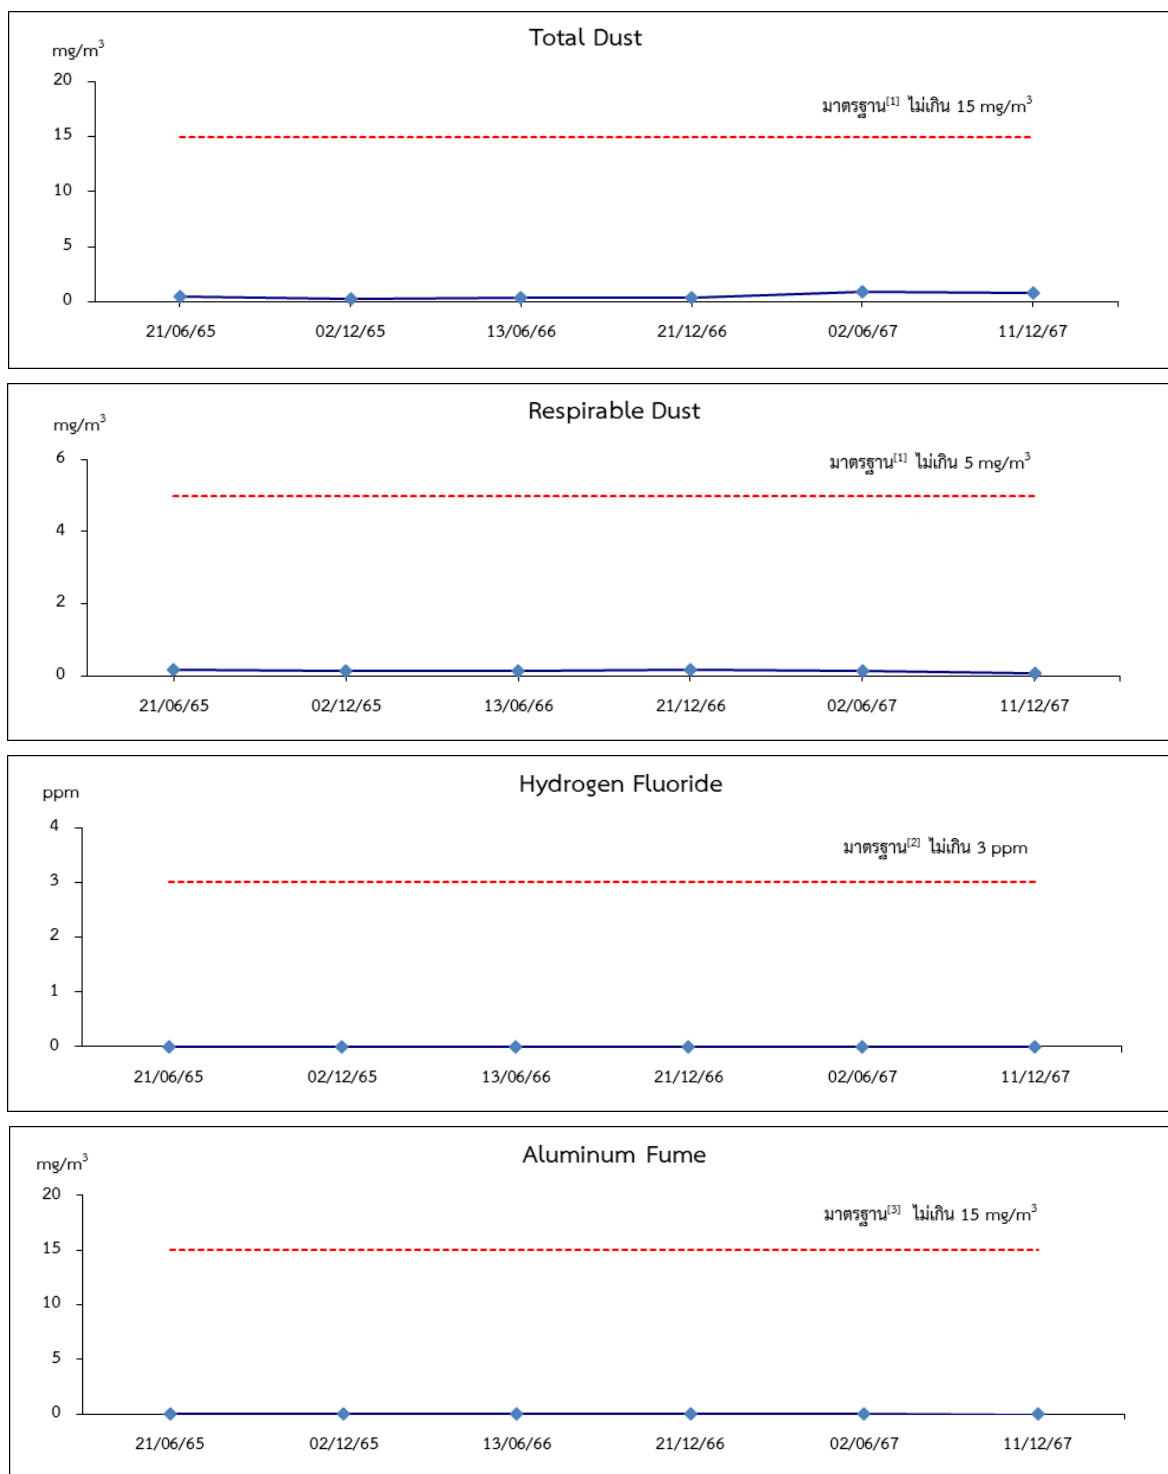 Total Dust
mg/m³
มาตรฐาน[1] ไม่เกิน 15 mg/m³
20
15
10
5
0
21/06/65 02/12/65 13/06/66 21/12/66 02/06/67 11/12/67
Respirable Dust
mg/m³
มาตรฐาน[1] ไม่เกิน 5 mg/m³
6
4
2
0
21/06/65 02/12/65 13/06/66 21/12/66 02/06/67 11/12/67
Hydrogen Fluoride
ppm
มาตรฐาน[2] ไม่เกิน 3 ppm
4
3
2
1
0
21/06/65 02/12/65 13/06/66 21/12/66 02/06/67 11/12/67
Aluminum Fume
mg/m³
มาตรฐาน[3] ไม่เกิน 15 mg/m³
20
15
10
5
0
21/06/65 02/12/65 13/06/66 21/12/66 02/06/67 11/12/67